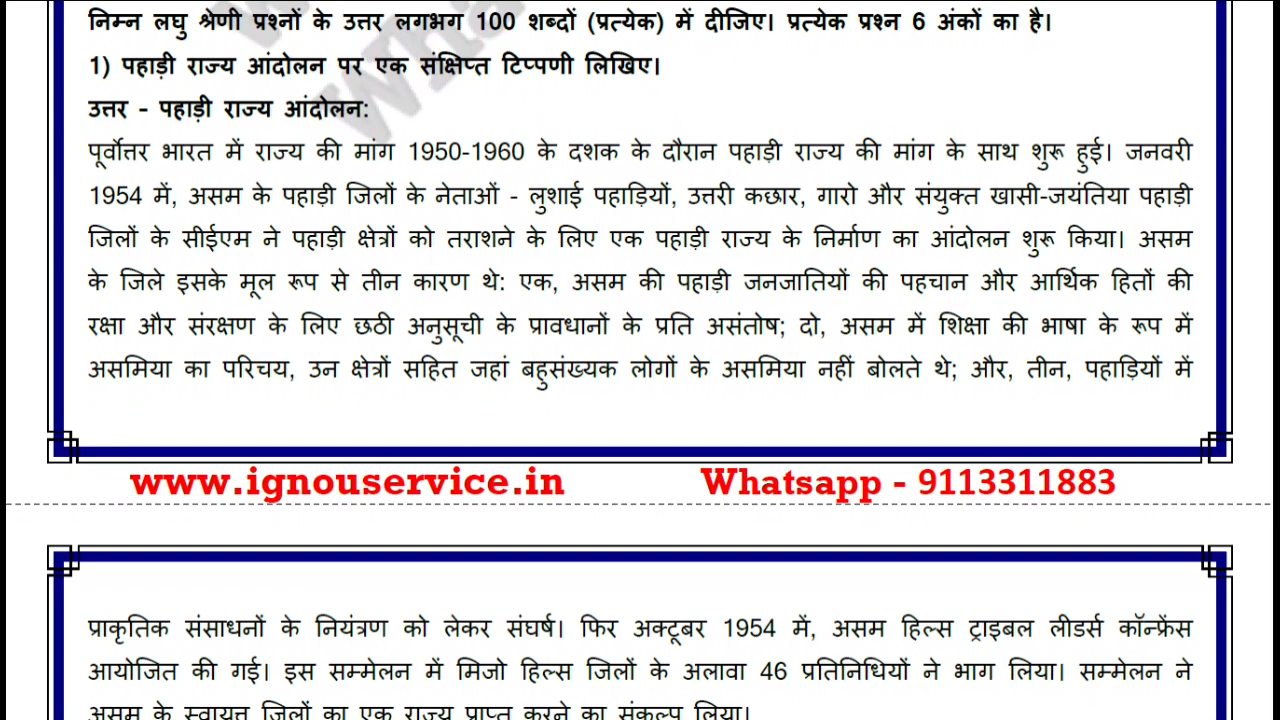 निम्न लघु श्रेणी प्रश्नों के उत्तर लगभग 100 शब्दों (प्रत्येक) में दीजिए। प्रत्येक प्रश्न 6 अंकों का है।
1) पहाड़ी राज्य आंदोलन पर एक संक्षिप्त टिप्पणी लिखिए।
उत्तर - पहाड़ी राज्य आंदोलन:
पूर्वोत्तर भारत में राज्य की मांग 1950-1960 के दशक के दौरान पहाड़ी राज्य की मांग के साथ शुरू हुई। जनवरी
1954 में, असम के पहाड़ी जिलों के नेताओं - लुशाई पहाड़ियों, उत्तरी कछार, गारो और संयुक्त खासी-जयंतिया पहाड़ी
जिलों के सीईएम ने पहाड़ी क्षेत्रों को तराशने के लिए एक पहाड़ी राज्य के निर्माण का आंदोलन शुरू किया। असम
के जिले इसके मूल रूप से तीन कारण थे: एक, असम की पहाड़ी जनजातियों की पहचान और आर्थिक हितों की
रक्षा और संरक्षण के लिए छठी अनुसूची के प्रावधानों के प्रति असंतोष; दो, असम में शिक्षा की भाषा के रूप में
असमिया का परिचय, उन क्षेत्रों सहित जहां बहुसंख्यक लोगों के असमिया नहीं बोलते थे; और, तीन, पहाड़ियों में
www.ignouservice.in Whatsapp - 9113311883
प्राकृतिक संसाधनों के नियंत्रण को लेकर संघर्ष। फिर अक्टूबर 1954 में, असम हिल्स ट्राइबल लीडर्स कॉन्फ्रेंस
आयोजित की गई। इस सम्मेलन में मिजो हिल्स जिलों के अलावा 46 प्रतिनिधियों ने भाग लिया। सम्मेलन ने
असम के स्वायत्त जिलों का एक राज्य प्राप्त करने का संकल्प लिया।